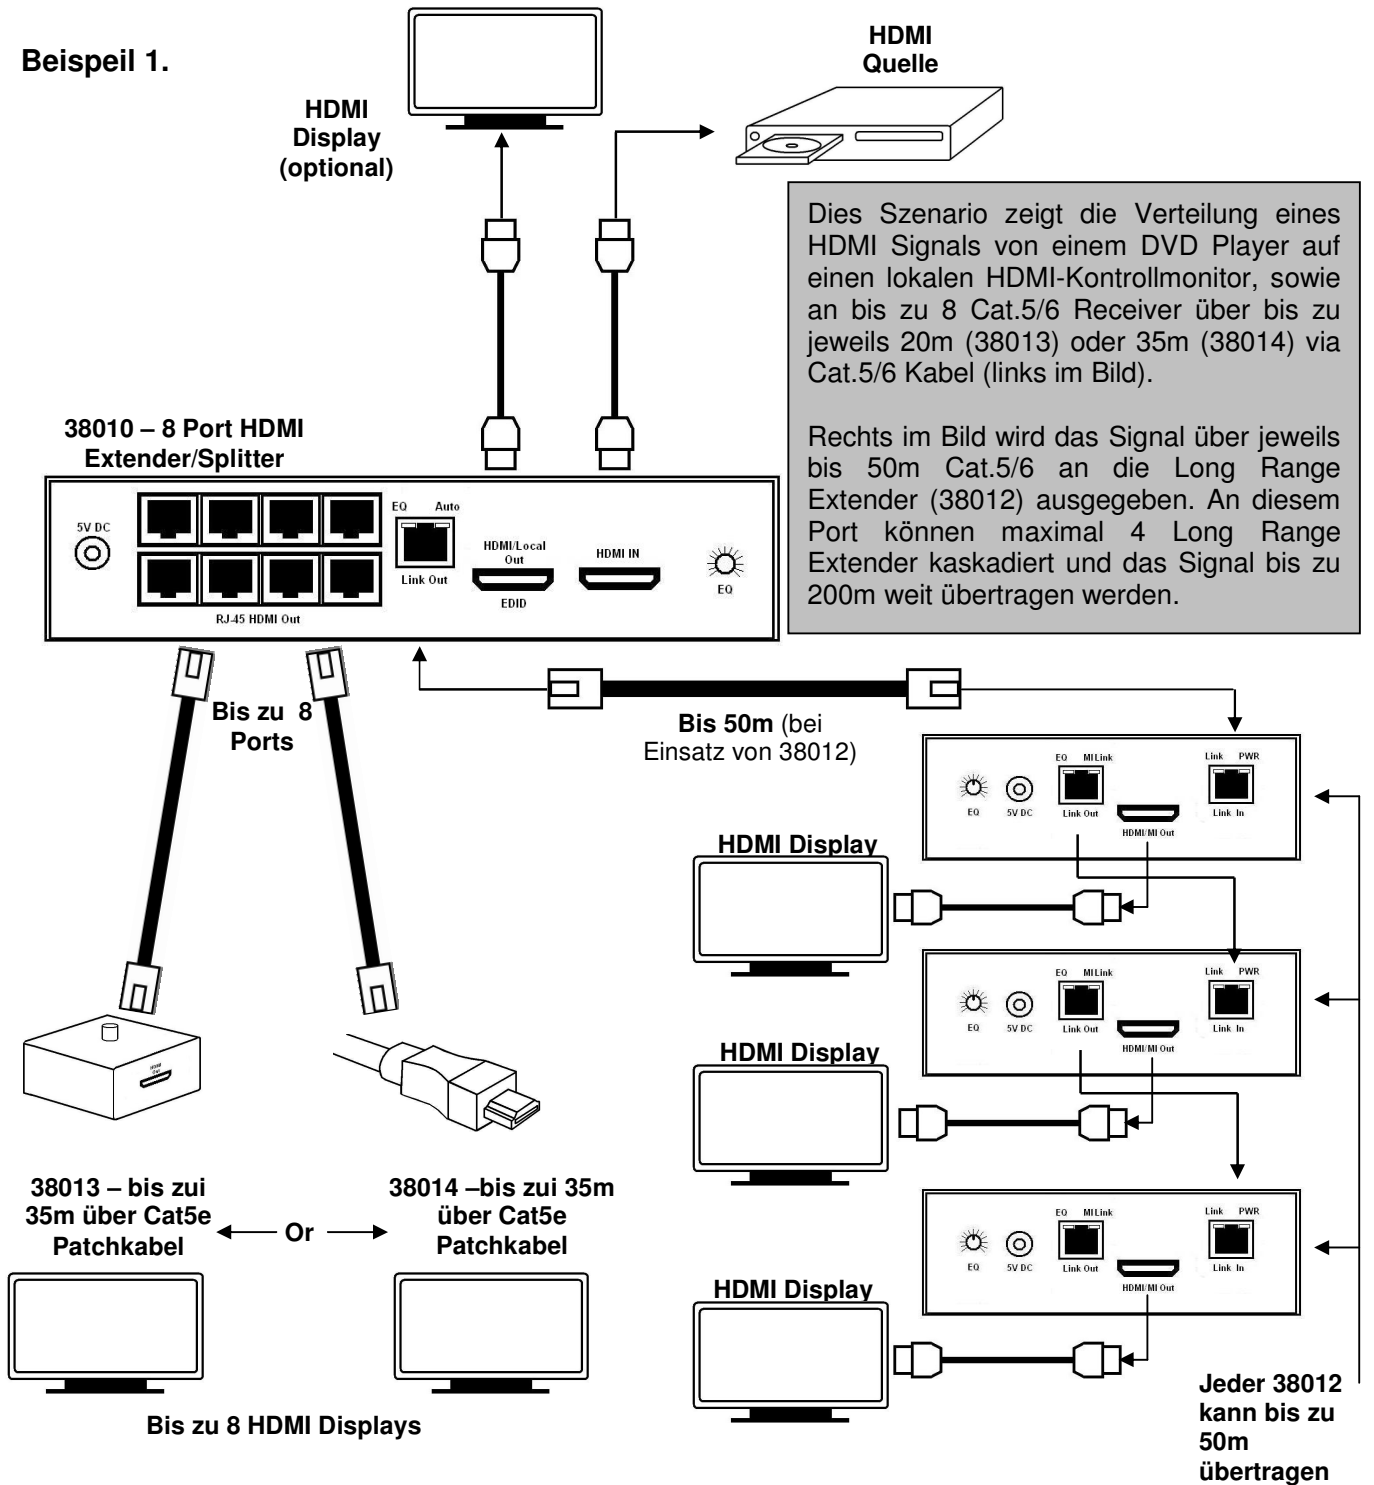 Beispeil 1.
HDMI
Display
(optional)
HDMI
Quelle
Dies Szenario zeigt die Verteilung eines
HDMI Signals von einem DVD Player auf
einen lokalen HDMI-Kontrollmonitor, sowie
an bis zu 8 Cat.5/6 Receiver über bis zu
jeweils 20m (38013) oder 35m (38014) via
Cat.5/6 Kabel (links im Bild).
Rechts im Bild wird das Signal über jeweils
bis 50m Cat.5/6 an die Long Range
Extender (38012) ausgegeben. An diesem
Port können maximal 4 Long Range
Extender kaskadiert und das Signal bis zu
200m weit übertragen werden.
38010 – 8 Port HDMI
Extender/Splitter
5V DC
RJ-45 HDMI Out
EQ Auto
Link Out
HDMI/Local
Out
EDID
HDMI IN
EQ
Bis zu 8
Ports
Bis 50m (bei
Einsatz von 38012)
EQ
5V DC
EQ MI Link
Link Out
HDMI/MI Out
Link PWR
Link In
HDMI Display
EQ
5V DC
EQ MI Link
Link Out
HDMI/MI Out
Link PWR
Link In
HDMI Display
EQ
5V DC
EQ MI Link
Link Out
HDMI/MI Out
Link PWR
Link In
HDMI Display
HDMI
Out
38013 – bis zui
35m über Cat5e
Patchkabel
Or
38014 –bis zui 35m
über Cat5e
Patchkabel
Bis zu 8 HDMI Displays
Jeder 38012
kann bis zu
50m
übertragen